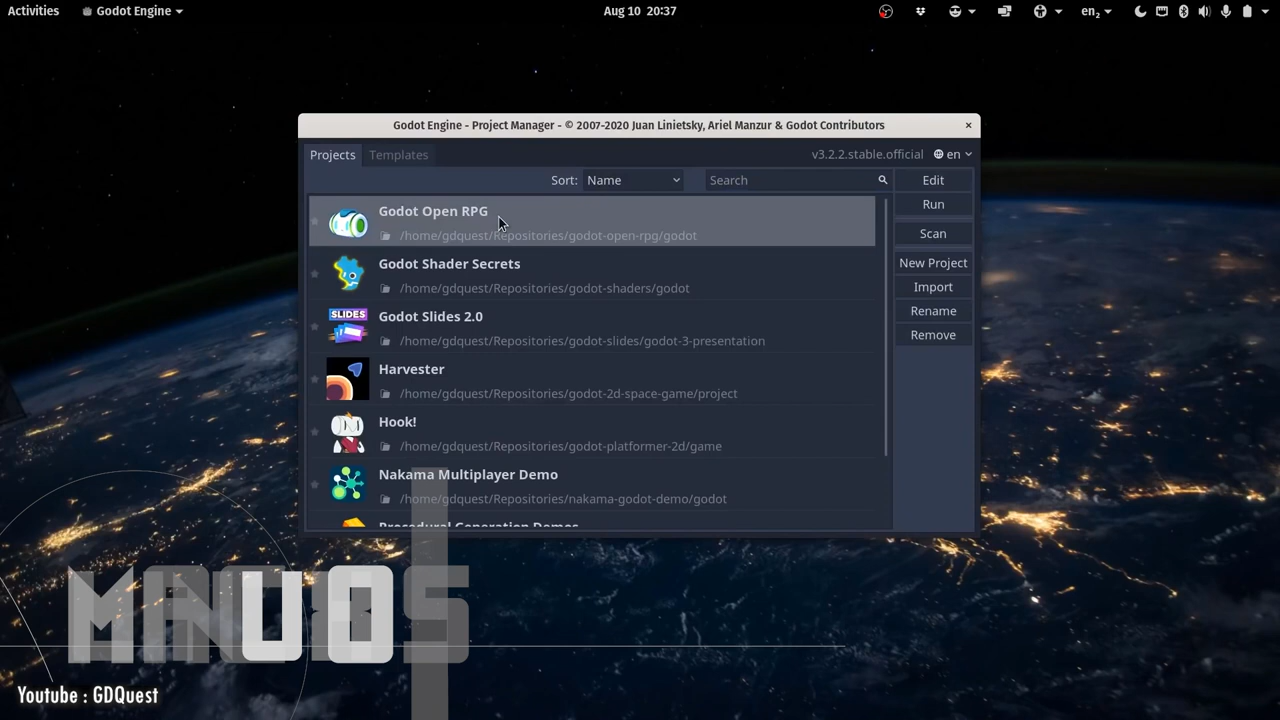 Activities
Godot Engine
Aug 10 20:37
en₂
Godot Engine - Project Manager - © 2007-2020 Juan Linietsky, Ariel Manzur & Godot Contributors
×
Projects
Templates
v3.2.2.stable.official
en
Sort:
Name
Search
Edit
Run
Scan
New Project
Import
Rename
Remove
Godot Open RPG
/home/gdquest/Repositories/godot-open-rpg/godot
Godot Shader Secrets
/home/gdquest/Repositories/godot-shaders/godot
SLIDES
Godot Slides 2.0
/home/gdquest/Repositories/godot-slides/godot-3-presentation
Harvester
/home/gdquest/Repositories/godot-2d-space-game/project
Hook!
/home/gdquest/Repositories/godot-platformer-2d/game
Nakama Multiplayer Demo
/home/gdquest/Repositories/nakama-godot-demo/godot
Procedural Generation Demos
Youtube : GDQuest